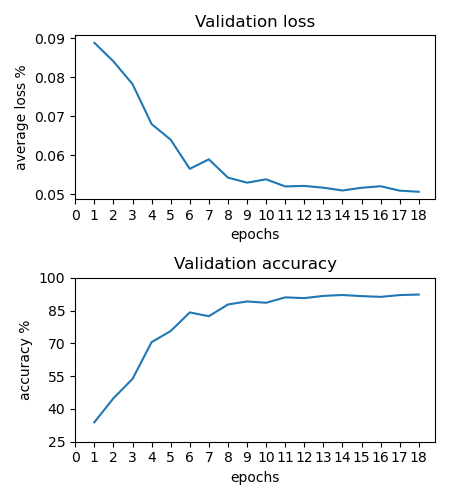 Validation loss
average loss %
0.09
0.08
0.07
0.06
0.05
0 1 2 3 4 5 6 7 8 9 10 11 12 13 14 15 16 17 18
epochs
Validation accuracy
accuracy %
100
85
70
55
40
25
0 1 2 3 4 5 6 7 8 9 10 11 12 13 14 15 16 17 18
epochs